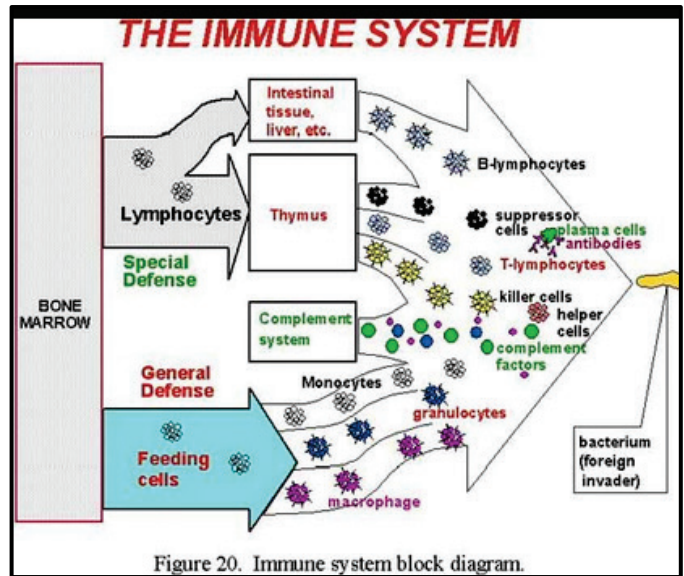 THE IMMUNE SYSTEM
Intestinal
tissue,
liver, etc.
B-lymphocytes
Lymphocytes
Thymus
suppressor
cells
plasma cells
antibodies
T-lymphocytes
Special
Defense
killer cells
helper
cells
BONE
MARROW
Complement
system
complement
factors
General
Defense
Monocytes
granulocytes
Feeding
cells
macrophage
bacterium
(foreign
invader)
Figure 20. Immune system block diagram.